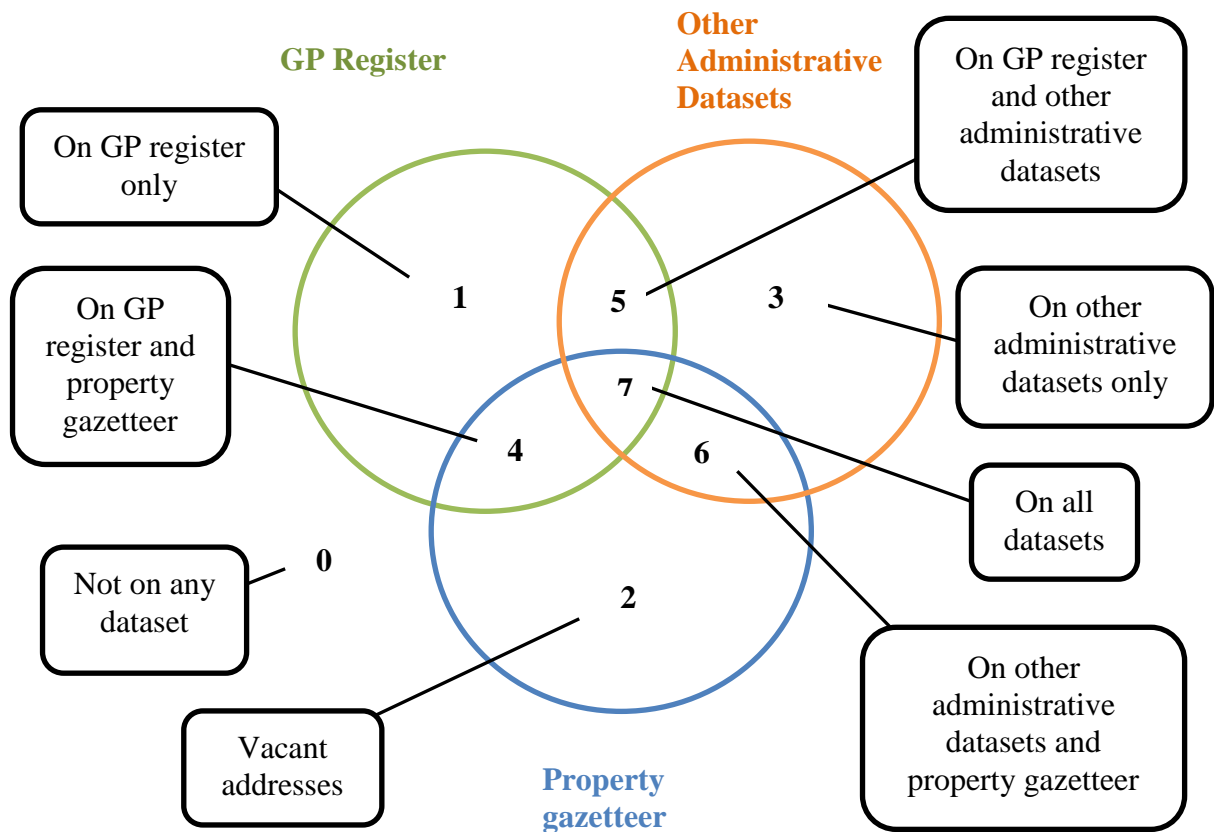 GP Register
Other
Administrative
Datasets
On GP register
and other
administrative
datasets
On GP register
only
1
5
3
On GP
register and
property
gazetteer
On other
administrative
datasets only
7
4
6
On all
datasets
0
Not on any
dataset
2
Vacant
addresses
On other
administrative
datasets and
property gazetteer
Property
gazetteer